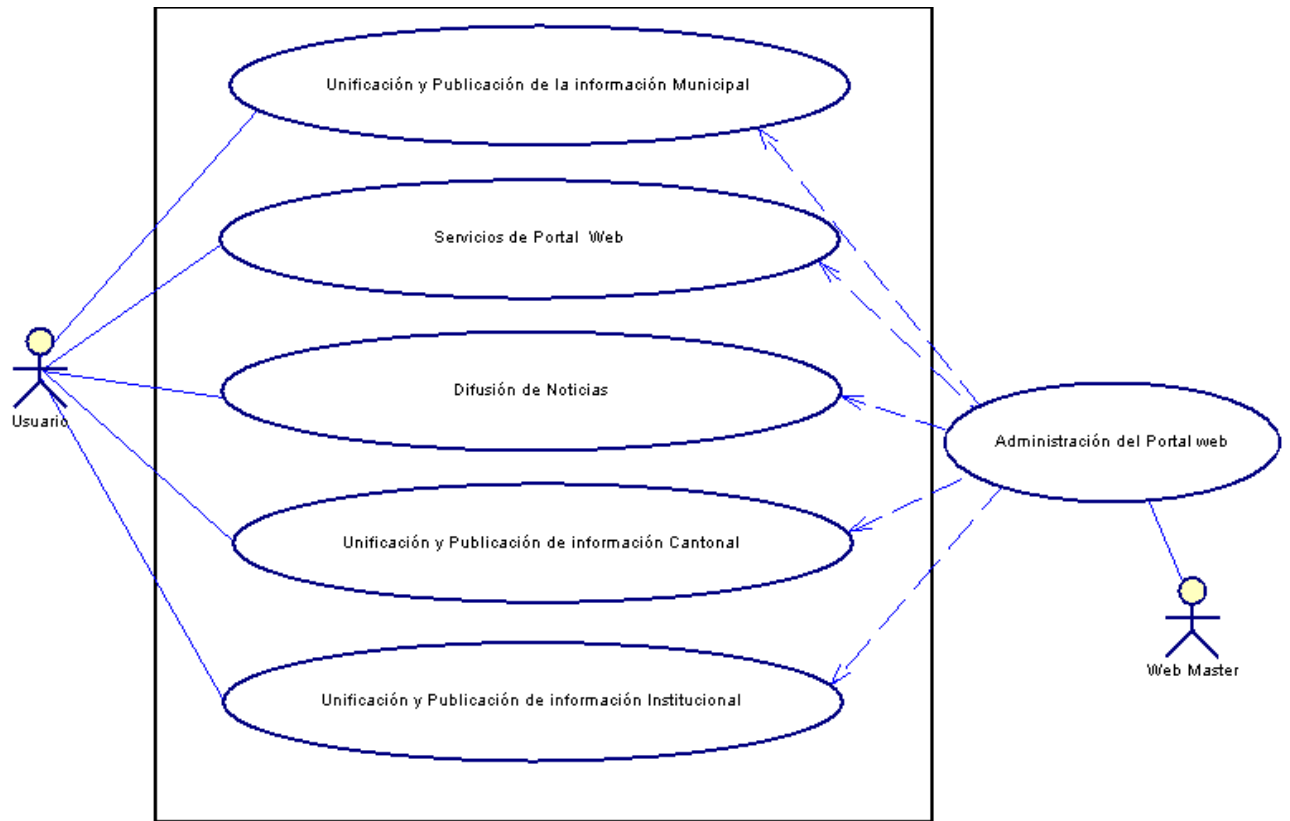 Unificación y Publicación de la información Municipal
Servicios de Portal Web
Difusión de Noticias
Usuario
Administración del Portal web
Unificación y Publicación de información Cantonal
Web Master
Unificación y Publicación de información Institucional